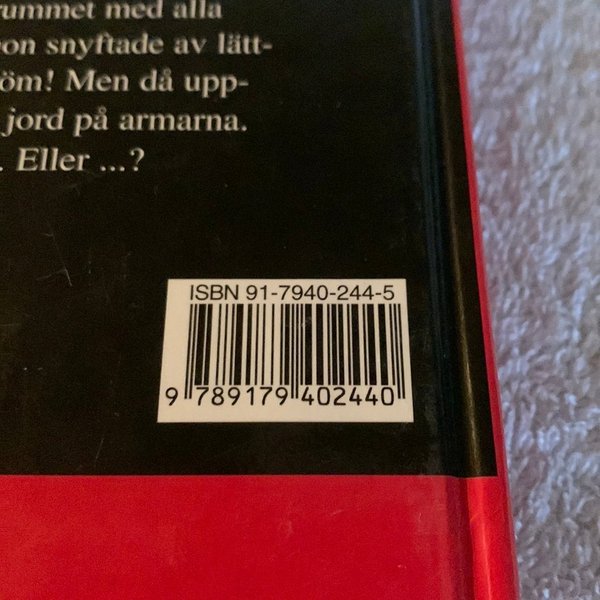 rummet med alla
eon snyftade av lätt-
öm! Men då upp-
jord på armarna.
. Eller ...?
ISBN 91-7940-244-5
9 789179 402440